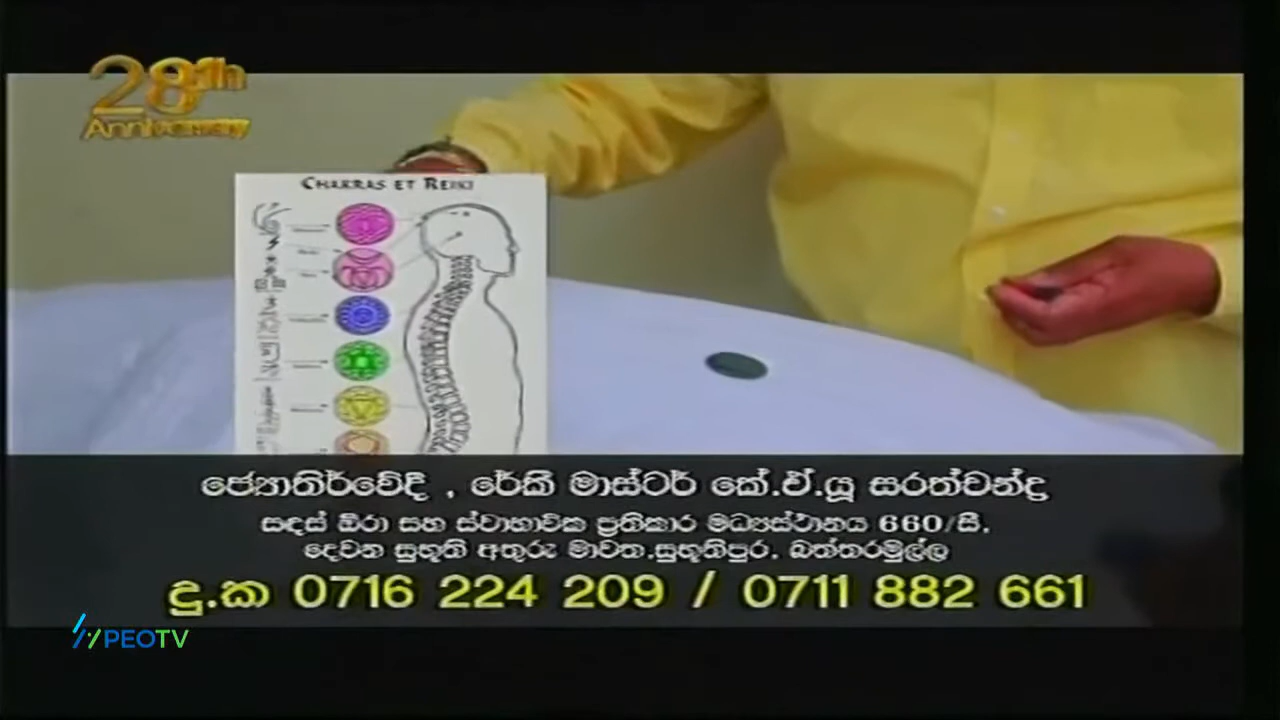 28th
Anniversary
CHAKRAS ET REIKI
ජ්‍යොතිර්වේදී , රේකි මාස්ටර් කේ.ඒ.යූ සරත්චන්ද්‍ර
සඳස් ඕරා සහ ස්වාභාවික ප්‍රතිකාර මධ්‍යස්ථානය 660/සී,
දෙවන සුභූති අතුරු මාවත,සුභූතිපුර, බත්තරමුල්ල
දු.ක 0716 224 209 / 0711 882 661
PEOTV